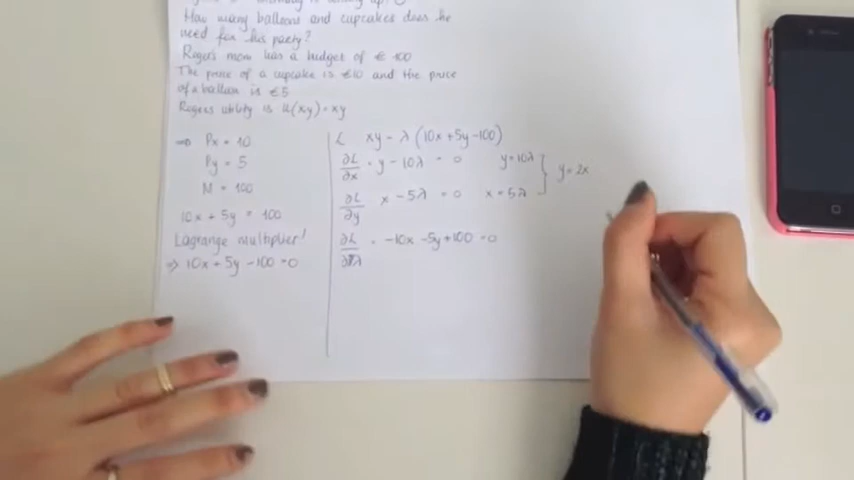 How many balloons and cupcakes does he
need for his party?
Rogers mom has a budget of € 100
The price of a cupcake is €10 and the price
of a ballon is €5
Rogers utility is u(xy) = xy
⇒ Px = 10
Py = 5
M = 100
10x + 5y = 100
Lagrange multiplier!
⇒ 10x + 5y - 100 = 0
L xy - λ (10x + 5y - 100)
∂L/∂x = y - 10λ = 0 y = 10λ
∂L/∂y x - 5λ = 0 x = 5λ
} y = 2x
∂L/∂λ = -10x - 5y + 100 = 0